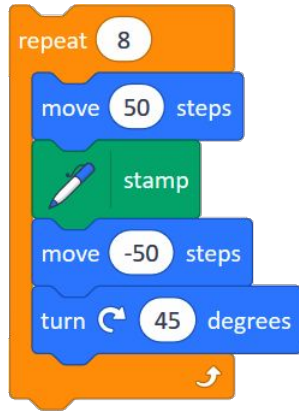 repeat 8
move 50 steps
stamp
move -50 steps
turn 45 degrees